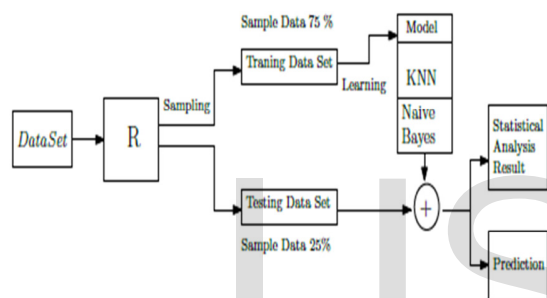 Sample Data 75 %
Traning Data Set
Model
KNN
Naive
Bayes
Learning
Sampling
DataSet
R
Statistical
Analysis
Result
Testing Data Set
+
Sample Data 25%
Prediction
IJS